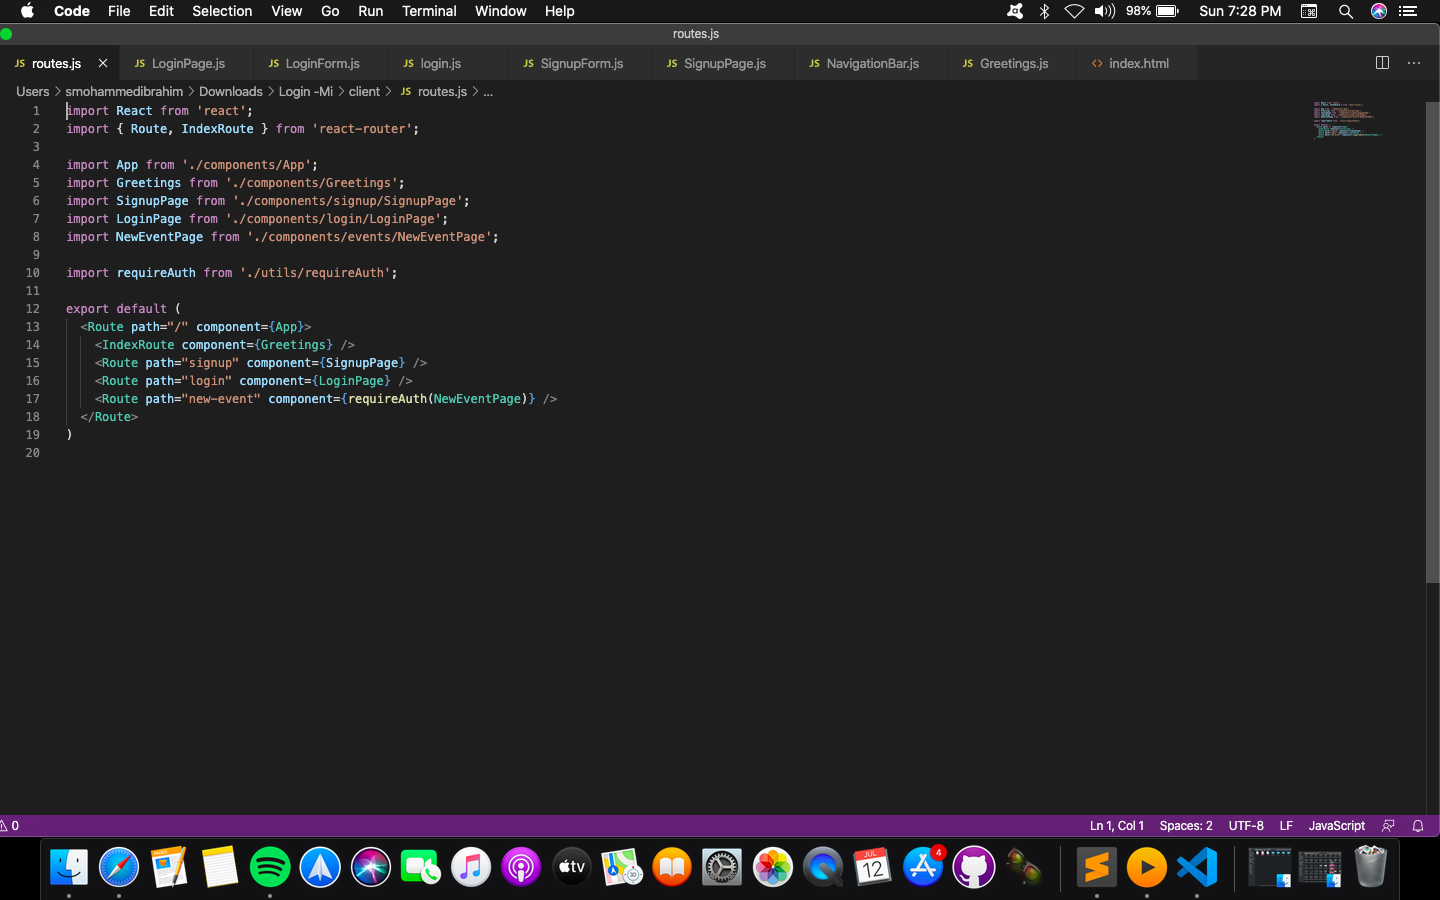 Code File Edit Selection View Go Run Terminal Window Help 98% Sun 7:28 PM
routes.js
JS routes.js JS LoginPage.js JS LoginForm.js JS login.js JS SignupForm.js JS SignupPage.js JS NavigationBar.js JS Greetings.js <> index.html
Users > smohammedibrahim > Downloads > Login -Mi > client > JS routes.js > ...
1 import React from 'react';
2 import { Route, IndexRoute } from 'react-router';
3
4 import App from './components/App';
5 import Greetings from './components/Greetings';
6 import SignupPage from './components/signup/SignupPage';
7 import LoginPage from './components/login/LoginPage';
8 import NewEventPage from './components/events/NewEventPage';
9
10 import requireAuth from './utils/requireAuth';
11
12 export default (
13 <Route path="/" component={App}>
14 <IndexRoute component={Greetings} />
15 <Route path="signup" component={SignupPage} />
16 <Route path="login" component={LoginPage} />
17 <Route path="new-event" component={requireAuth(NewEventPage)} />
18 </Route>
19 )
20
0 Ln 1, Col 1 Spaces: 2 UTF-8 LF JavaScript
tv
JUL
12
4